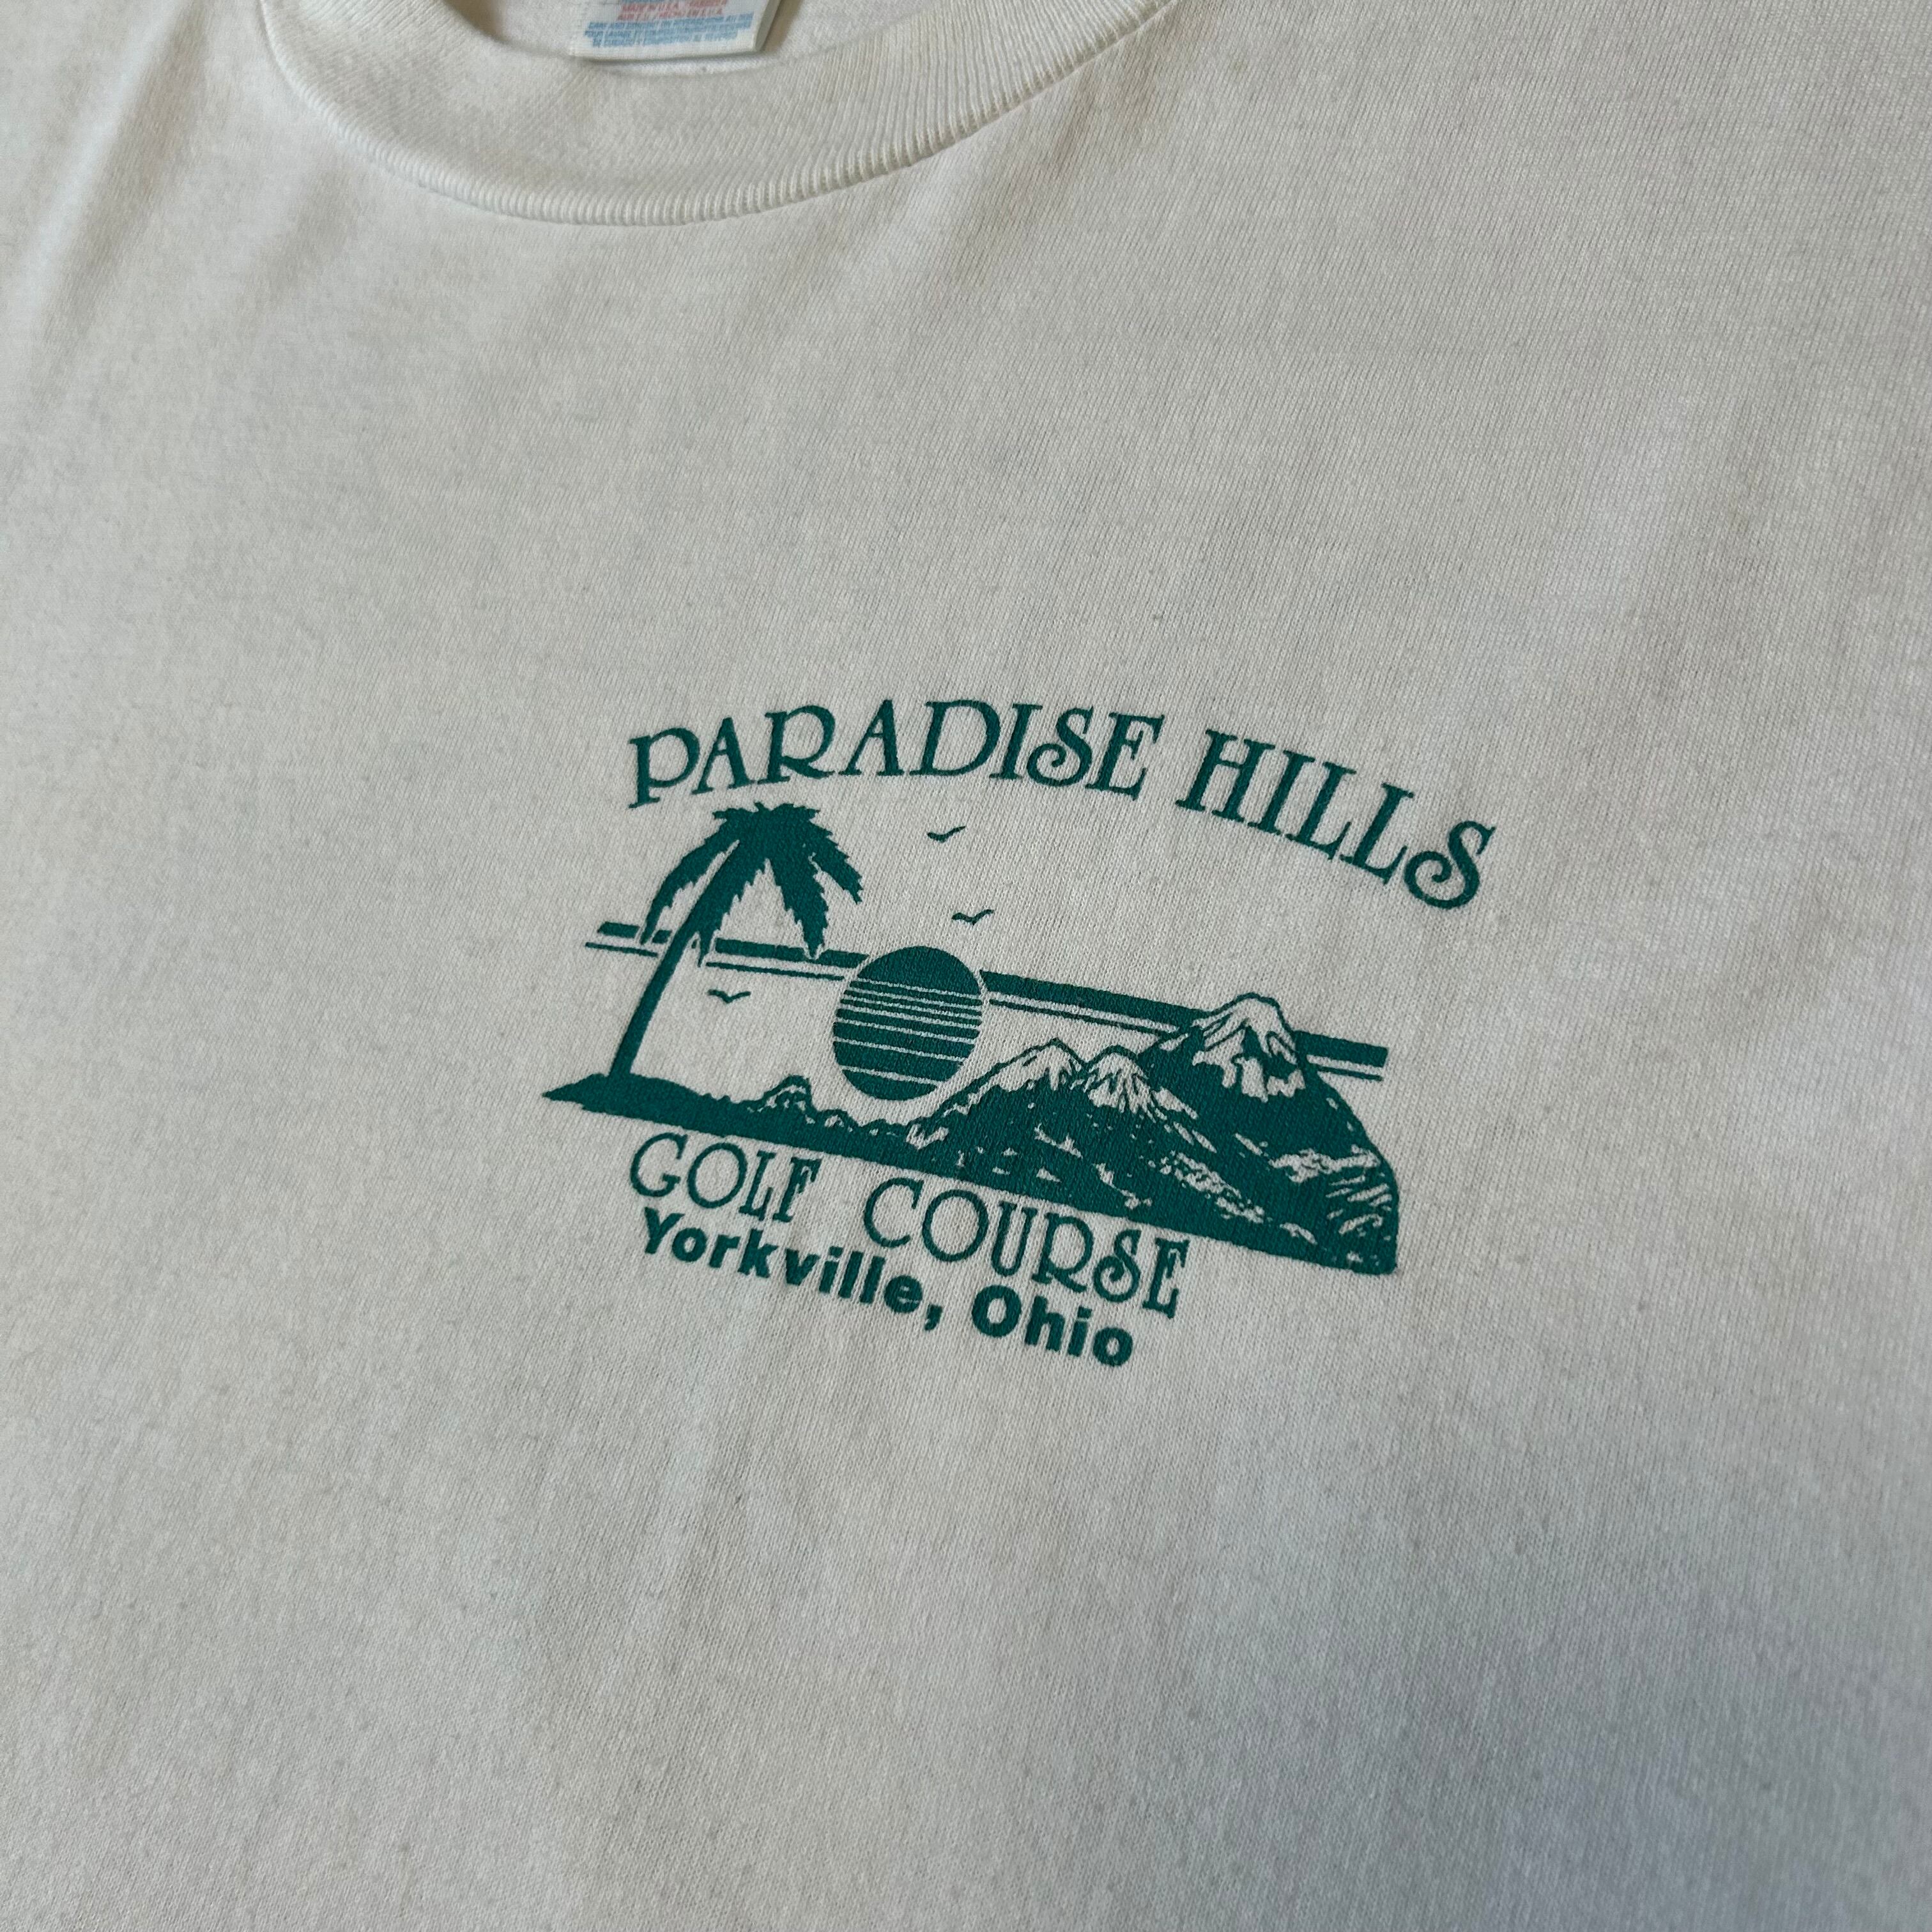 PARADISE HILLS
GOLF COURSE
Yorkville, Ohio